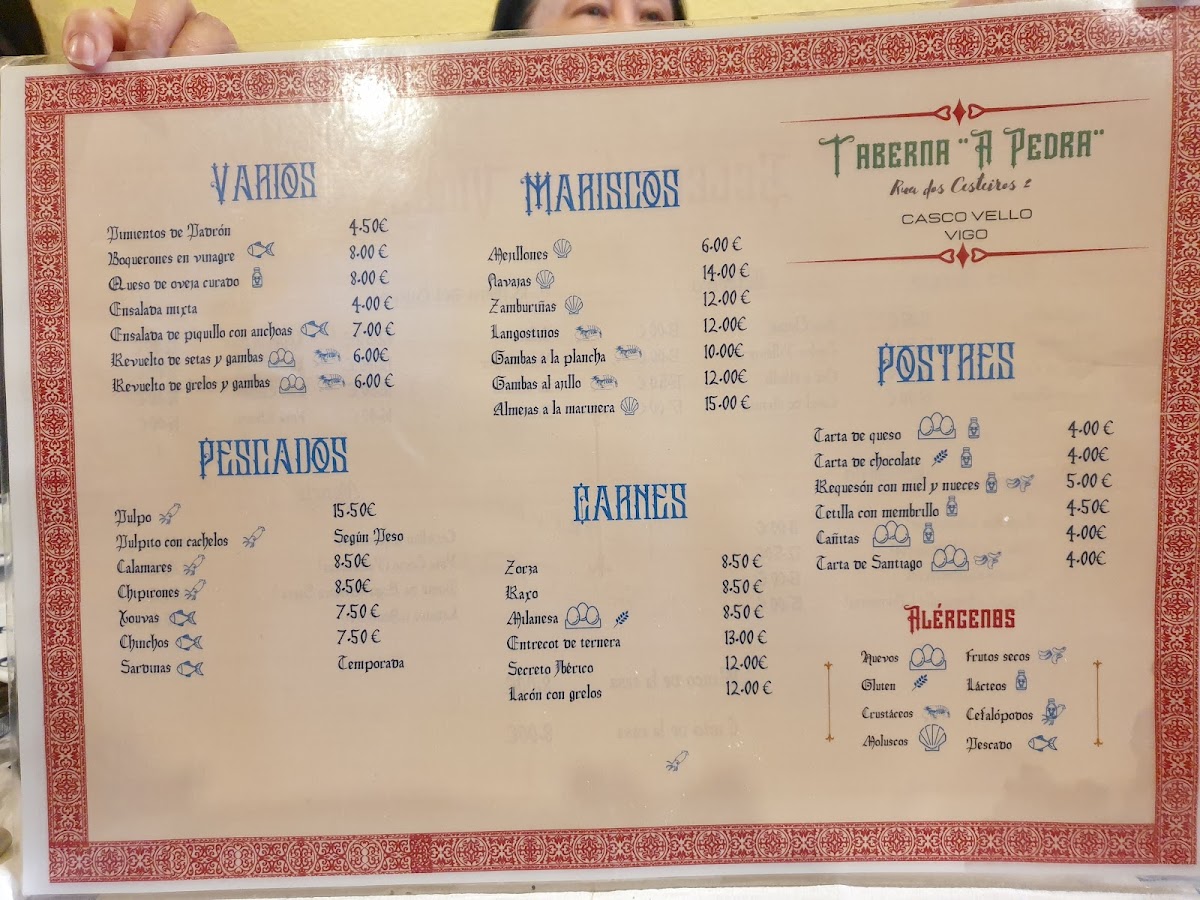 VARIOS
Pimientos de Padrón 4.50€
Boquerones en vinagre 8.00€
Queso de oveja curado 8.00€
Ensalada mixta 4.00€
Ensalada de piquillo con anchoas 7.00€
Revuelto de setas y gambas 6.00€
Revuelto de grelos y gambas 6.00€
PESCADOS
Pulpo 15.50€
Pulpito con cachelos Según Peso
Calamares 8.50€
Chipirones 8.50€
Xouvas 7.50€
Chinchos 7.50€
Sardinas Temporada
MARISCOS
Mejillones 6.00€
Navajas 14.00€
Zamburiñas 12.00€
Langostinos 12.00€
Gambas a la plancha 10.00€
Gambas al ajillo 12.00€
Almejas a la marinera 15.00€
CARNES
Zorza 8.50€
Raxo 8.50€
Milanesa 8.50€
Entrecot de ternera 13.00€
Secreto Ibérico 12.00€
Lacón con grelos 12.00€
TABERNA "A PEDRA"
Rua dos Cesteiros 2
CASCO VELLO
VIGO
POSTRES
Tarta de queso 4.00€
Tarta de chocolate 4.00€
Requesón con miel y nueces 5.00€
Tetilla con membrillo 4.50€
Cañitas 4.00€
Tarta de Santiago 4.00€
ALÉRGENOS
Huevos Frutos secos
Gluten Lácteos
Crustáceos Cefalópodos
Moluscos Pescado